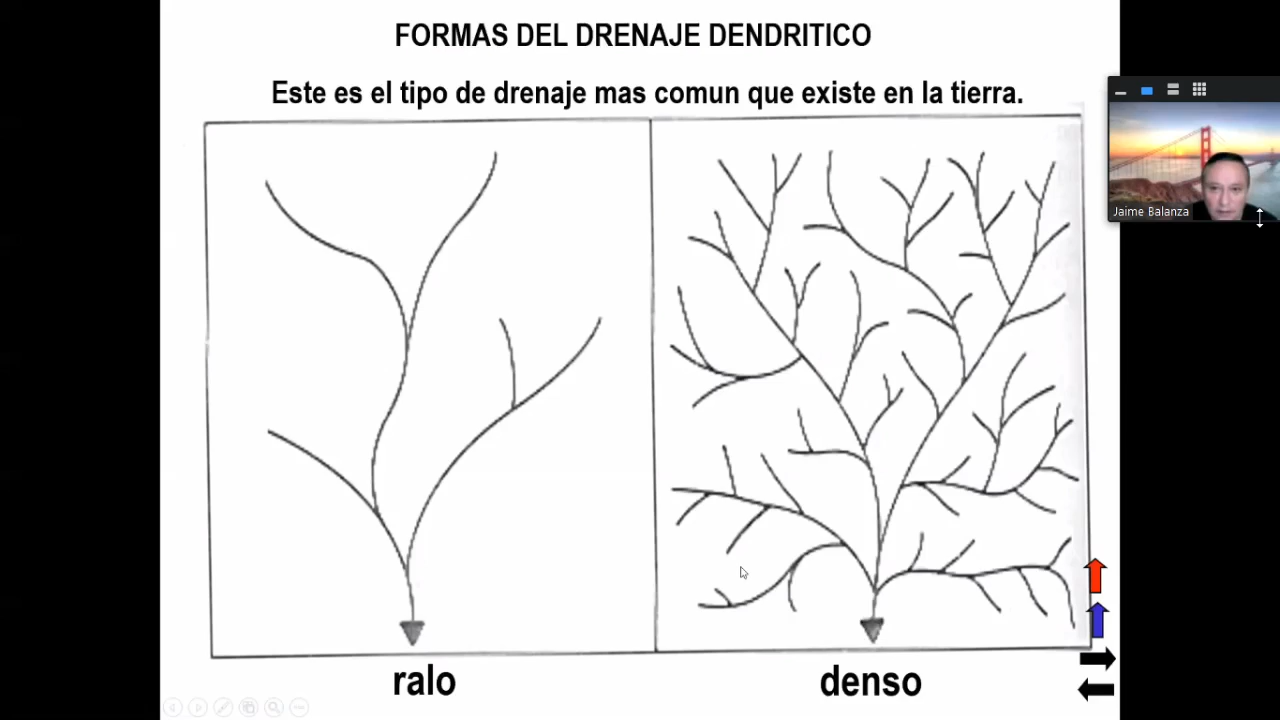 FORMAS DEL DRENAJE DENDRITICO
Este es el tipo de drenaje mas comun que existe en la tierra.
Jaime Balanza
ralo
denso